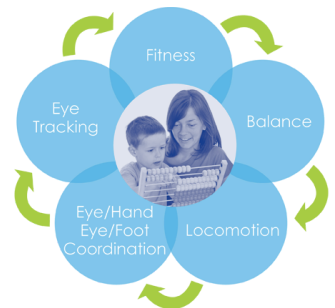 Fitness
Balance
Locomotion
Eye/Hand
Eye/Foot
Coordination
Eye
Tracking